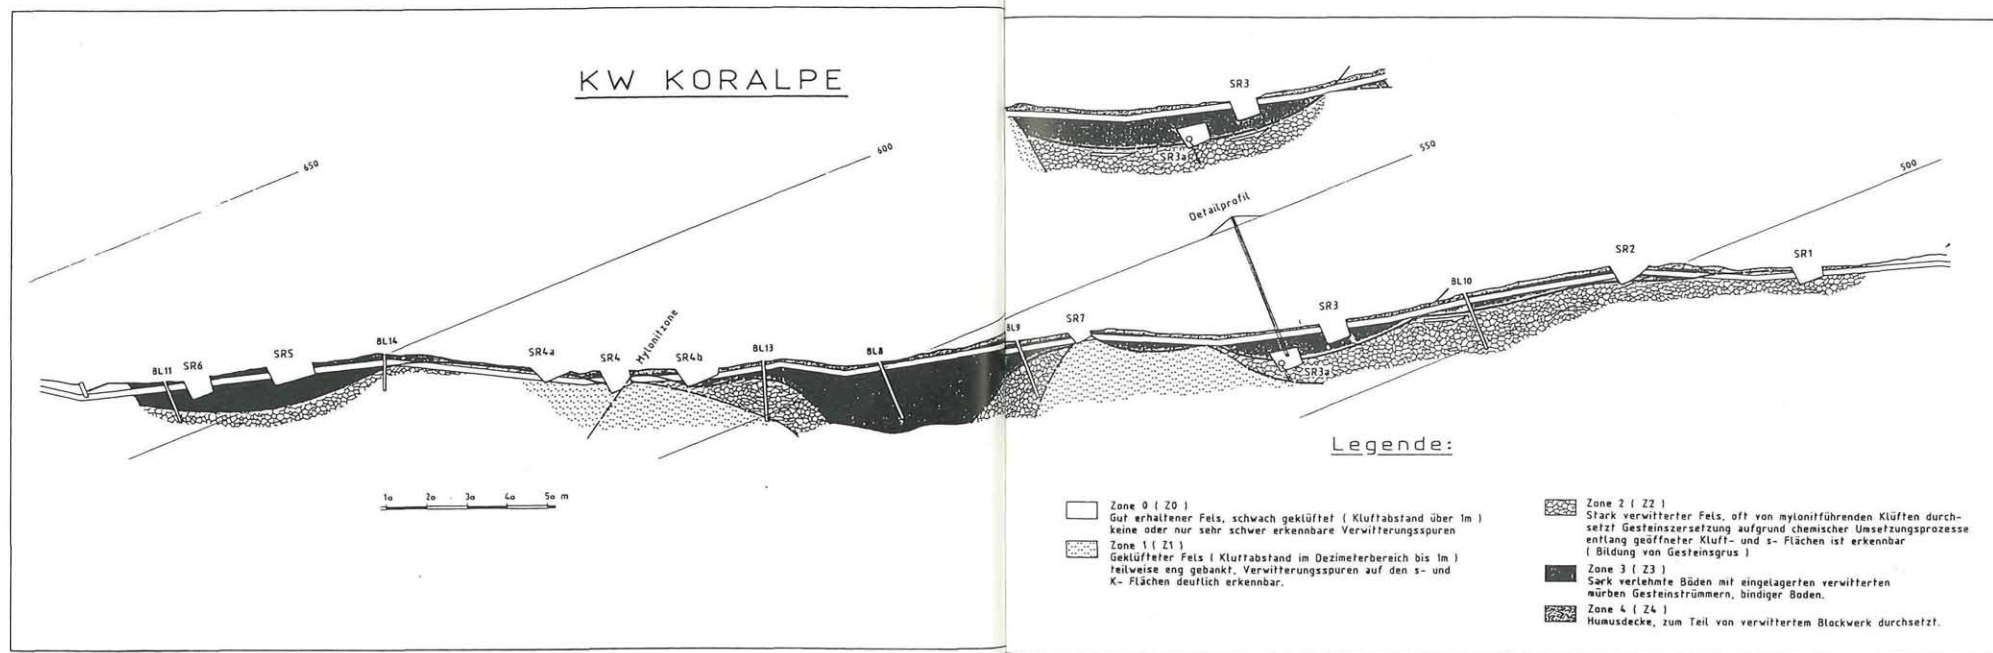 KW KORALPE
SR3
SR3a
650
600
550
500
Detailprofil
SR2
SR1
BL10
SR3
SR3a
SR7
BL9
BL8
BL13
SR4b
Mylonitzone
SR4
SR4a
BL14
SR5
SR6
BL11
1o 2o 3o 4o 5o m
Legende:
Zone 0 ( Z0 )
Gut erhaltener Fels, schwach geklüftet ( Kluftabstand über 1m )
keine oder nur sehr schwer erkennbare Verwitterungsspuren
Zone 1 ( Z1 )
Geklüfteter Fels ( Kluftabstand im Dezimeterbereich bis 1m )
teilweise eng gebankt, Verwitterungsspuren auf den s- und
K- Flächen deutlich erkennbar.
Zone 2 ( Z2 )
Stark verwitterter Fels, oft von mylonitführenden Klüften durch-
setzt Gesteinszersetzung aufgrund chemischer Umsetzungsprozesse
entlang geöffneter Kluft- und s- Flächen ist erkennbar
( Bildung von Gesteinsgrus )
Zone 3 ( Z3 )
Sark verlehmte Böden mit eingelagerten verwitterten
mürben Gesteinstrümmern, bindiger Boden.
Zone 4 ( Z4 )
Humusdecke, zum Teil von verwittertem Blockwerk durchsetzt.